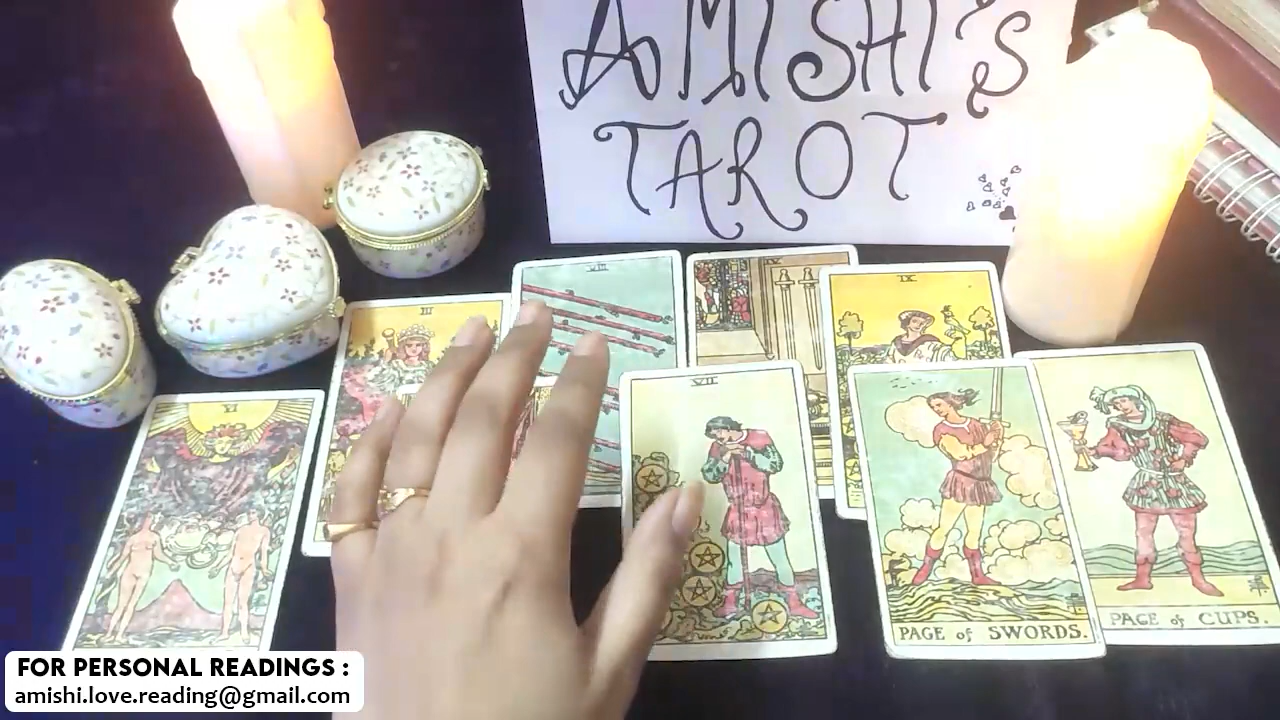 AMISHI's
TAROT
VIII
IV
IX
III
VII
VI
PAGE of SWORDS.
PAGE of CUPS.
FOR PERSONAL READINGS :
amishi.love.reading@gmail.com